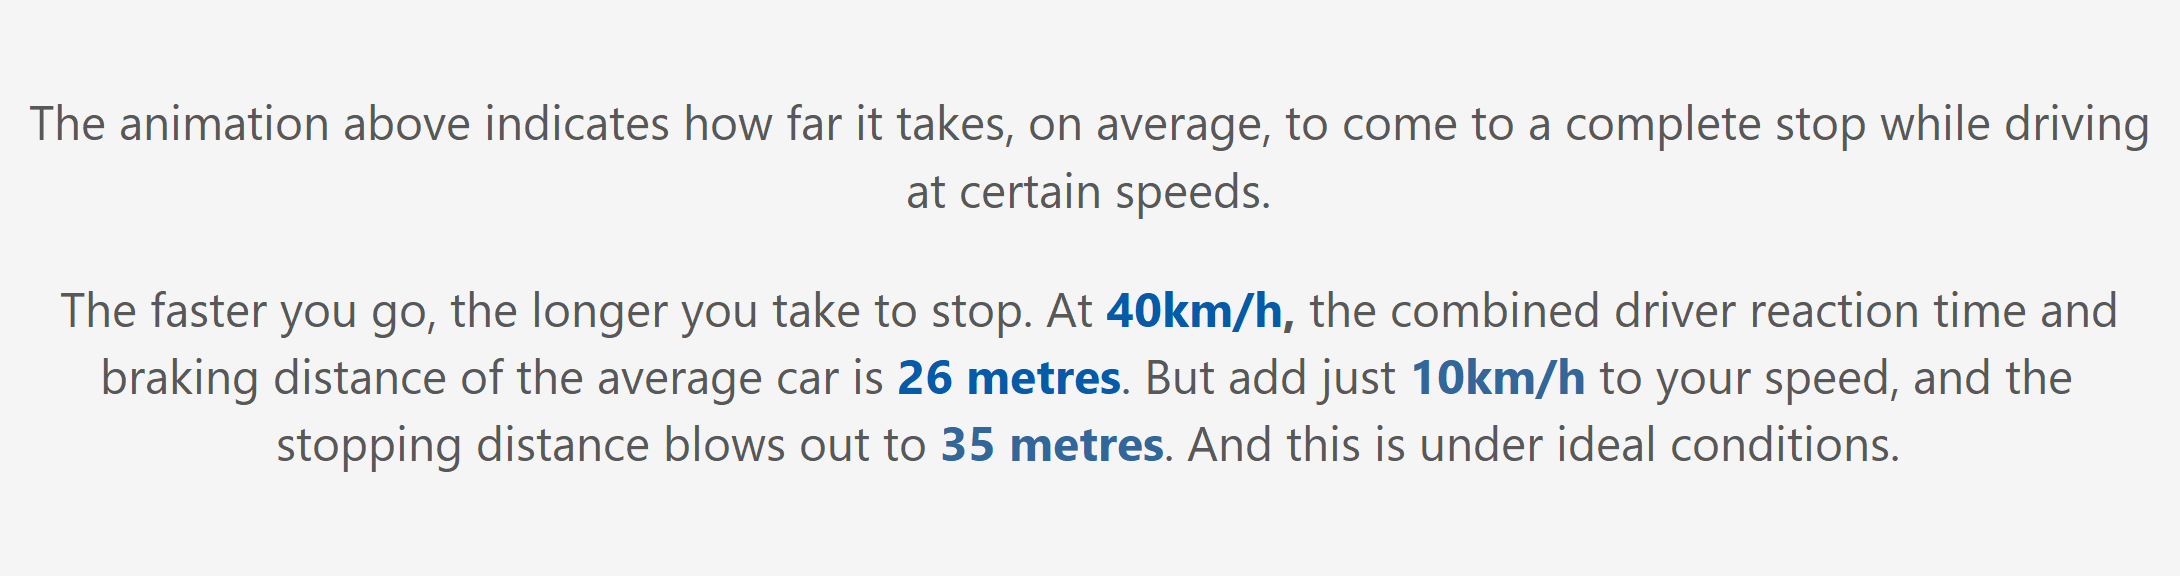 The animation above indicates how far it takes, on average, to come to a complete stop while driving
at certain speeds.
The faster you go, the longer you take to stop. At 40km/h, the combined driver reaction time and
braking distance of the average car is 26 metres. But add just 10km/h to your speed, and the
stopping distance blows out to 35 metres. And this is under ideal conditions.